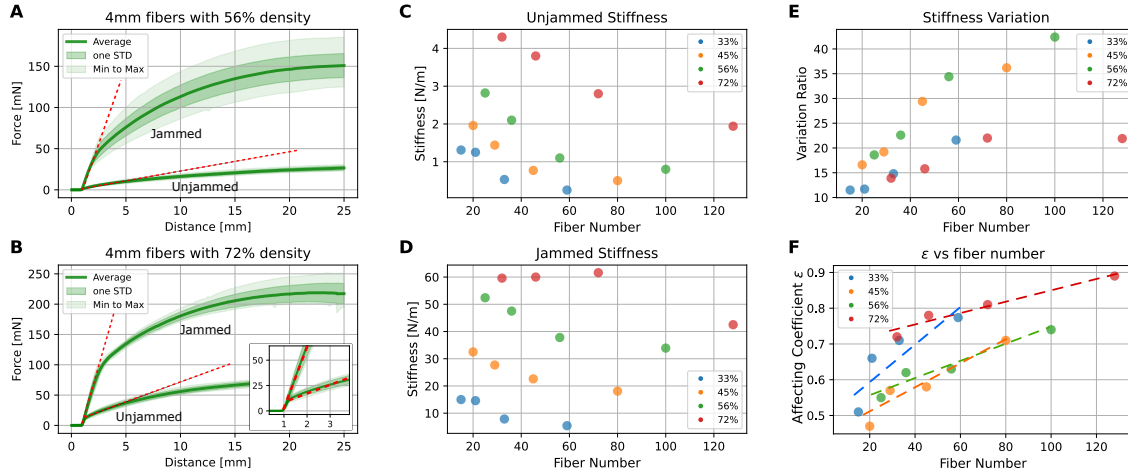 A
4mm fibers with 56% density
Average
one STD
Min to Max
Jammed
Unjammed
Force [mN]
0
50
100
150
0
5
10
15
20
25
Distance [mm]
B
4mm fibers with 72% density
Average
one STD
Min to Max
Jammed
Unjammed
Force [mN]
0
50
100
150
200
250
0
5
10
15
20
25
Distance [mm]
0
25
50
1
2
3
C
Unjammed Stiffness
33%
45%
56%
72%
Stiffness [N/m]
1
2
3
4
20
40
60
80
100
120
Fiber Number
D
Jammed Stiffness
33%
45%
56%
72%
Stiffness [N/m]
10
20
30
40
50
60
20
40
60
80
100
120
Fiber Number
E
Stiffness Variation
33%
45%
56%
72%
Variation Ratio
10
15
20
25
30
35
40
20
40
60
80
100
120
Fiber Number
F
ε vs fiber number
33%
45%
56%
72%
Affecting Coefficient ε
0.5
0.6
0.7
0.8
0.9
20
40
60
80
100
120
Fiber Number